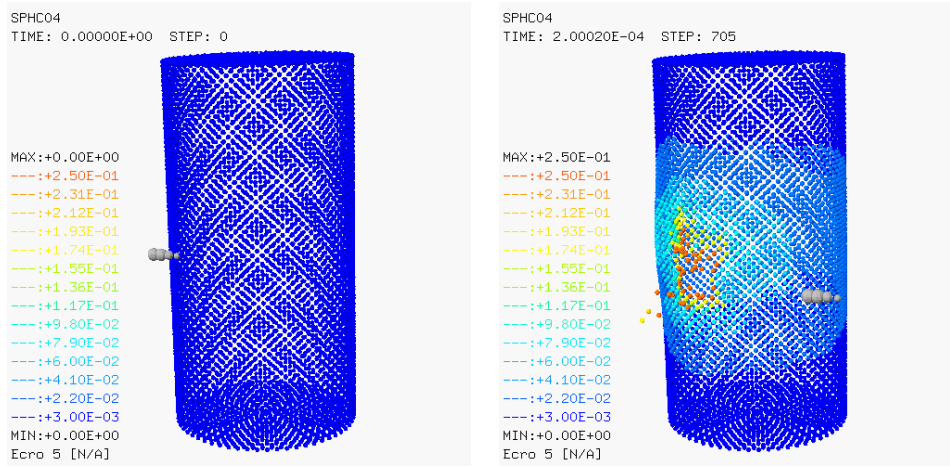 SPHC04
TIME: 0.00000E+00 STEP: 0
MAX:+0.00E+00
---:+2.50E-01
---:+2.31E-01
---:+2.12E-01
---:+1.93E-01
---:+1.74E-01
---:+1.55E-01
---:+1.36E-01
---:+1.17E-01
---:+9.80E-02
---:+7.90E-02
---:+6.00E-02
---:+4.10E-02
---:+2.20E-02
---:+3.00E-03
MIN:+0.00E+00
Ecro 5 [N/A]
SPHC04
TIME: 2.00020E-04 STEP: 705
MAX:+2.50E-01
---:+2.50E-01
---:+2.31E-01
---:+2.12E-01
---:+1.93E-01
---:+1.74E-01
---:+1.55E-01
---:+1.36E-01
---:+1.17E-01
---:+9.80E-02
---:+7.90E-02
---:+6.00E-02
---:+4.10E-02
---:+2.20E-02
---:+3.00E-03
MIN:+0.00E+00
Ecro 5 [N/A]